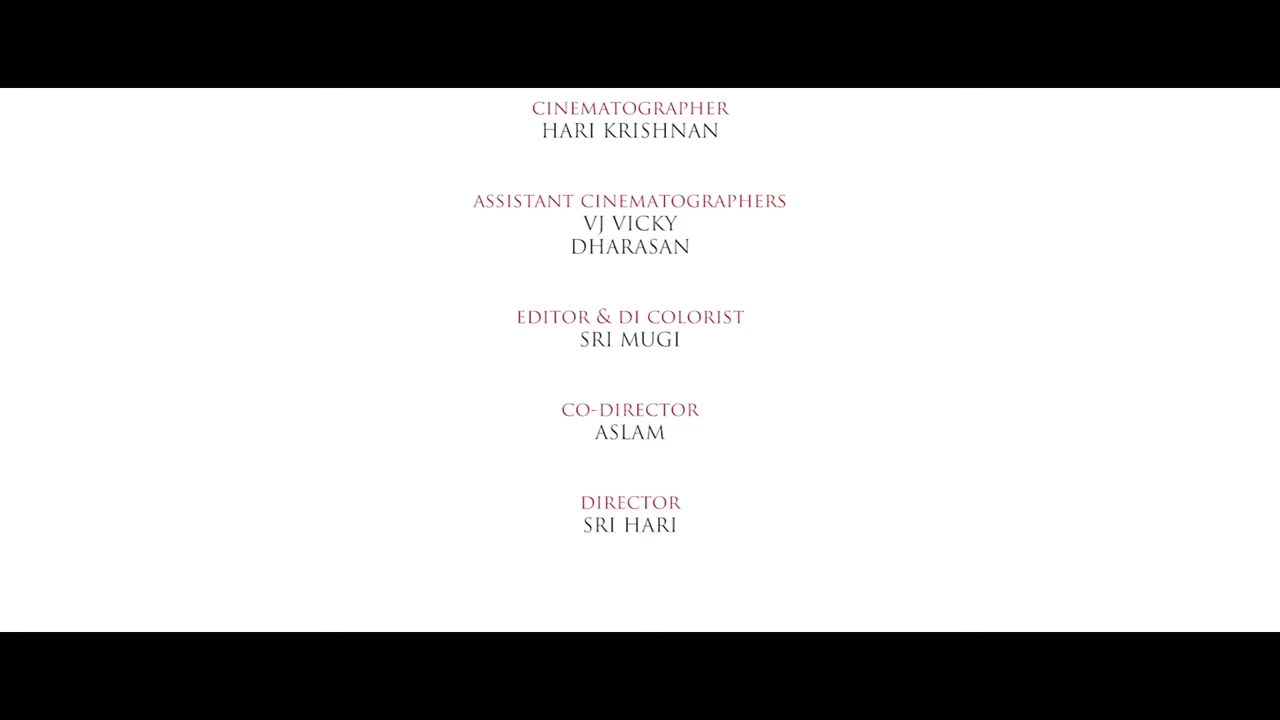 CINEMATOGRAPHER
HARI KRISHNAN
ASSISTANT CINEMATOGRAPHERS
VJ VICKY
DHARASAN
EDITOR & DI COLORIST
SRI MUGI
CO-DIRECTOR
ASLAM
DIRECTOR
SRI HARI